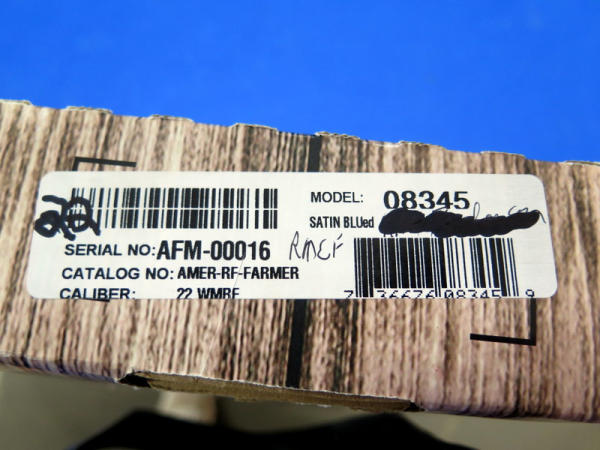 MODEL: 08345
SATIN BLUed
SERIAL NO: AFM-00016
CATALOG NO: AMER-RF-FARMER
CALIBER: 22 WMRF
RMEF
7 36676 08345 9